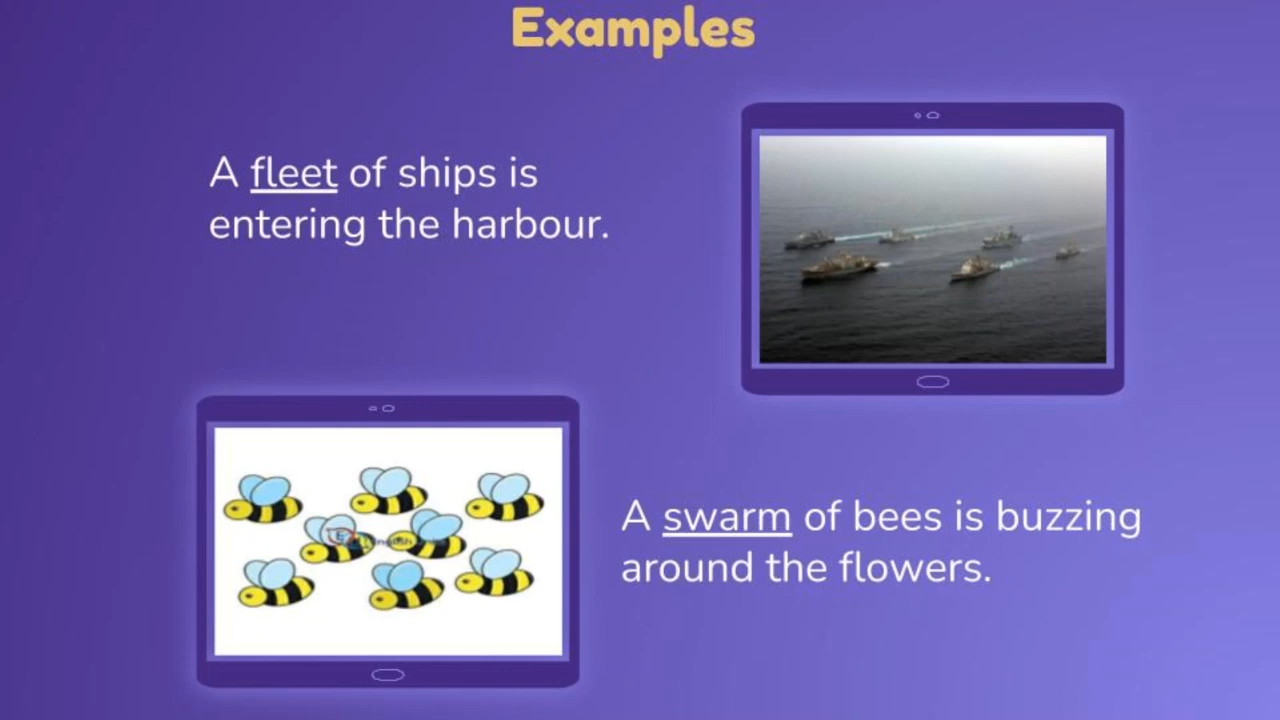 Examples
A fleet of ships is
entering the harbour.
A swarm of bees is buzzing
around the flowers.